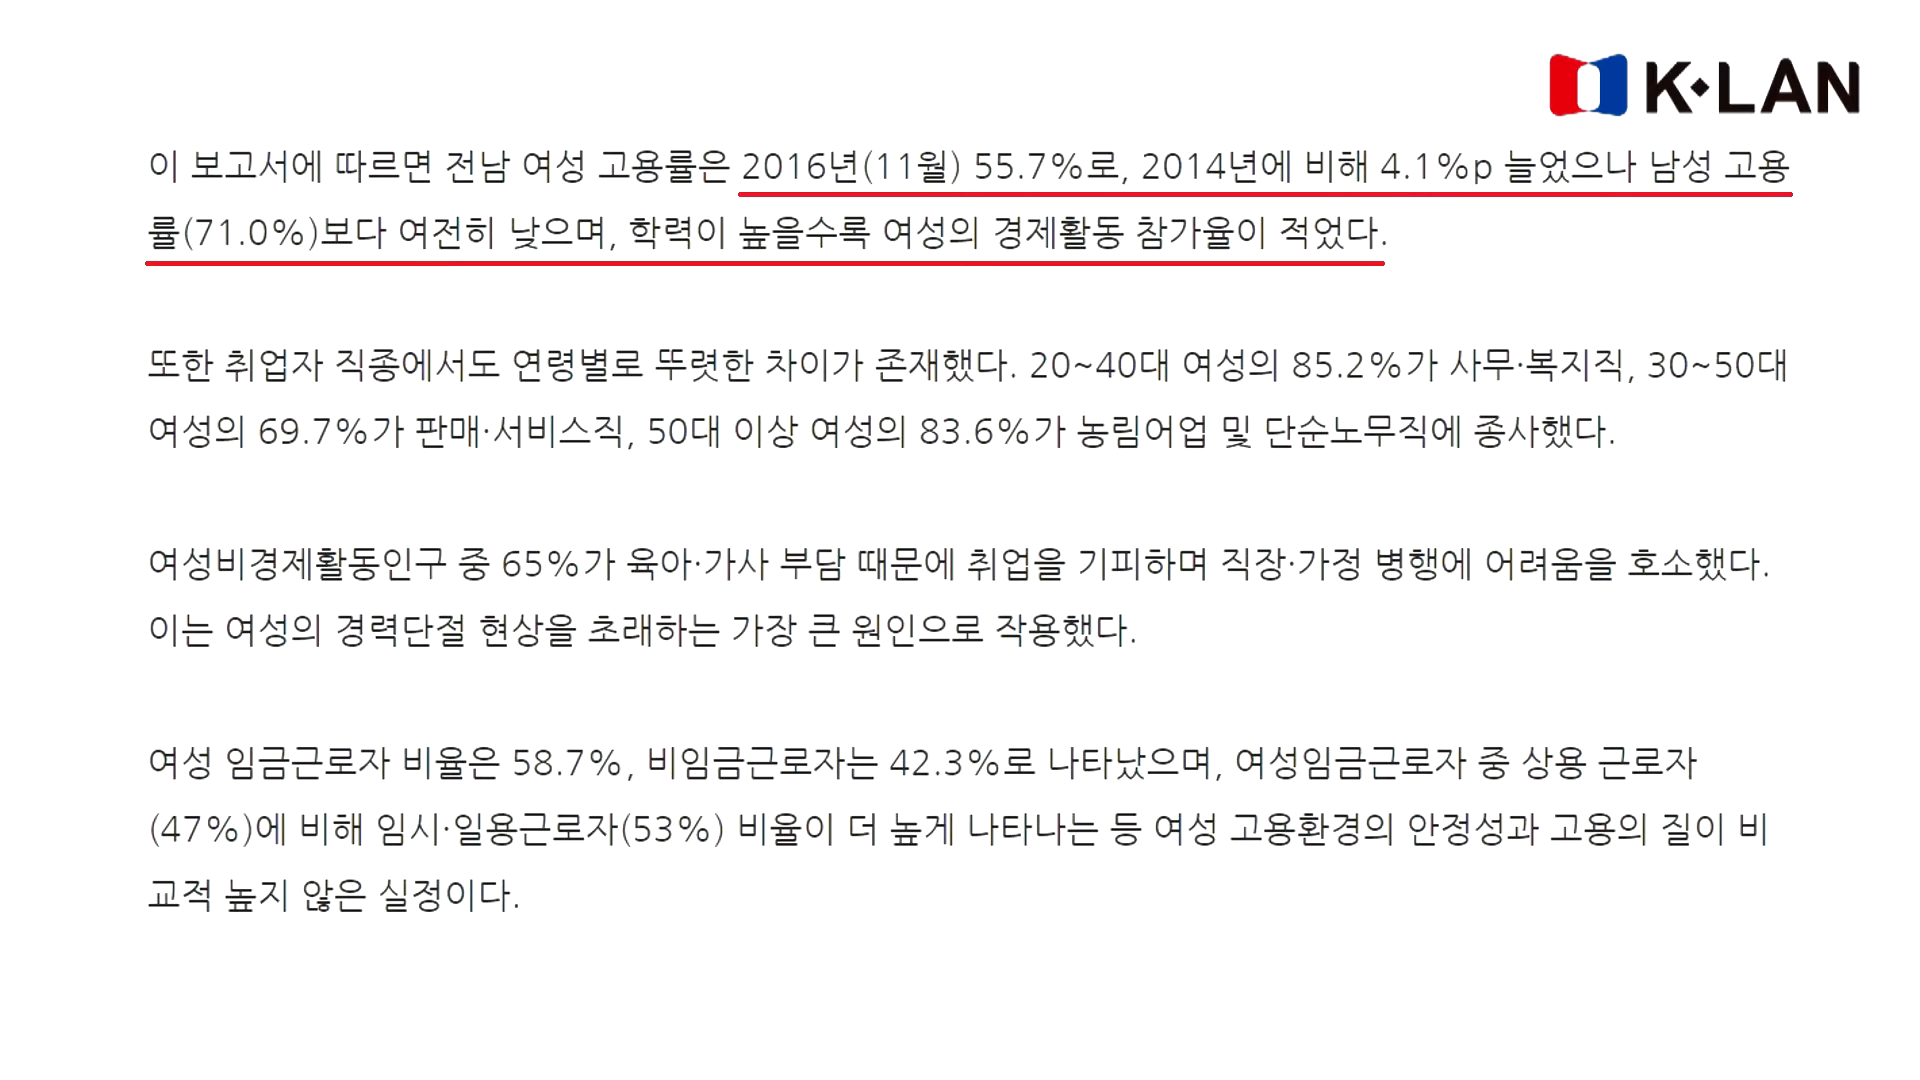 K·LAN
이 보고서에 따르면 전남 여성 고용률은 2016년(11월) 55.7%로, 2014년에 비해 4.1%p 늘었으나 남성 고용
률(71.0%)보다 여전히 낮으며, 학력이 높을수록 여성의 경제활동 참가율이 적었다.
또한 취업자 직종에서도 연령별로 뚜렷한 차이가 존재했다. 20~40대 여성의 85.2%가 사무·복지직, 30~50대
여성의 69.7%가 판매·서비스직, 50대 이상 여성의 83.6%가 농림어업 및 단순노무직에 종사했다.
여성비경제활동인구 중 65%가 육아·가사 부담 때문에 취업을 기피하며 직장·가정 병행에 어려움을 호소했다.
이는 여성의 경력단절 현상을 초래하는 가장 큰 원인으로 작용했다.
여성 임금근로자 비율은 58.7%, 비임금근로자는 42.3%로 나타났으며, 여성임금근로자 중 상용 근로자
(47%)에 비해 임시·일용근로자(53%) 비율이 더 높게 나타나는 등 여성 고용환경의 안정성과 고용의 질이 비
교적 높지 않은 실정이다.